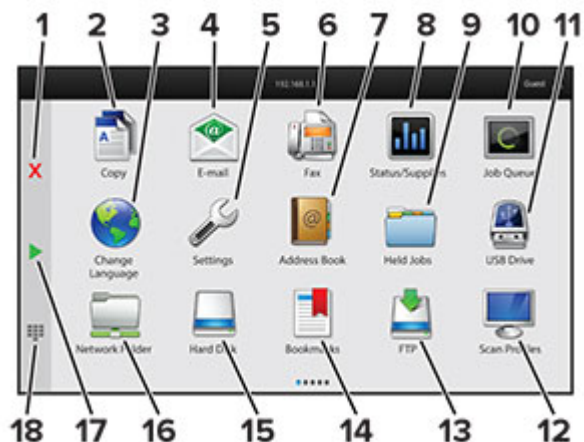 1 2 3 4 5 6 7 8 9 10 11
192.168.1.1 Guest
X
Copy E-mail Fax Status/Supplies Job Queue
Change Language Settings Address Book Held Jobs USB Drive
Network Folder Hard Disk Bookmarks FTP Scan Profiles
18 17 16 15 14 13 12